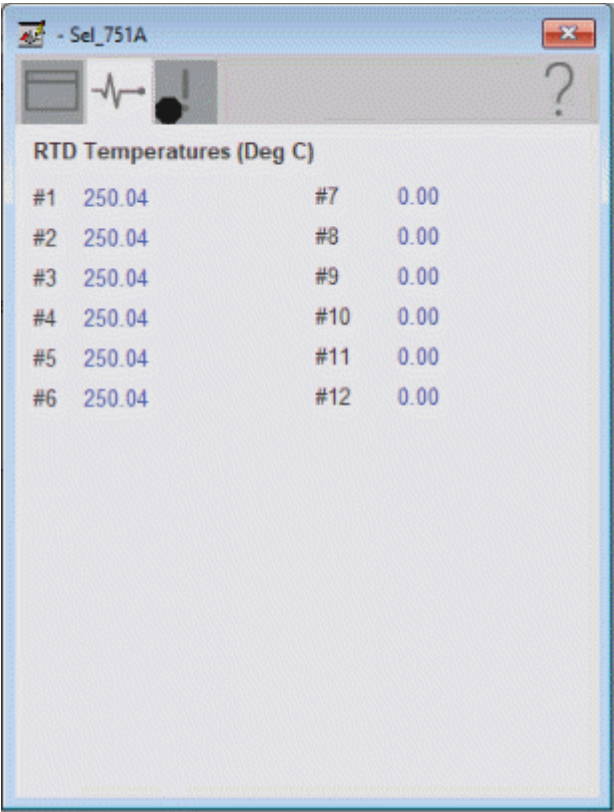 - Sel_751A
RTD Temperatures (Deg C)
#1 250.04 #7 0.00
#2 250.04 #8 0.00
#3 250.04 #9 0.00
#4 250.04 #10 0.00
#5 250.04 #11 0.00
#6 250.04 #12 0.00